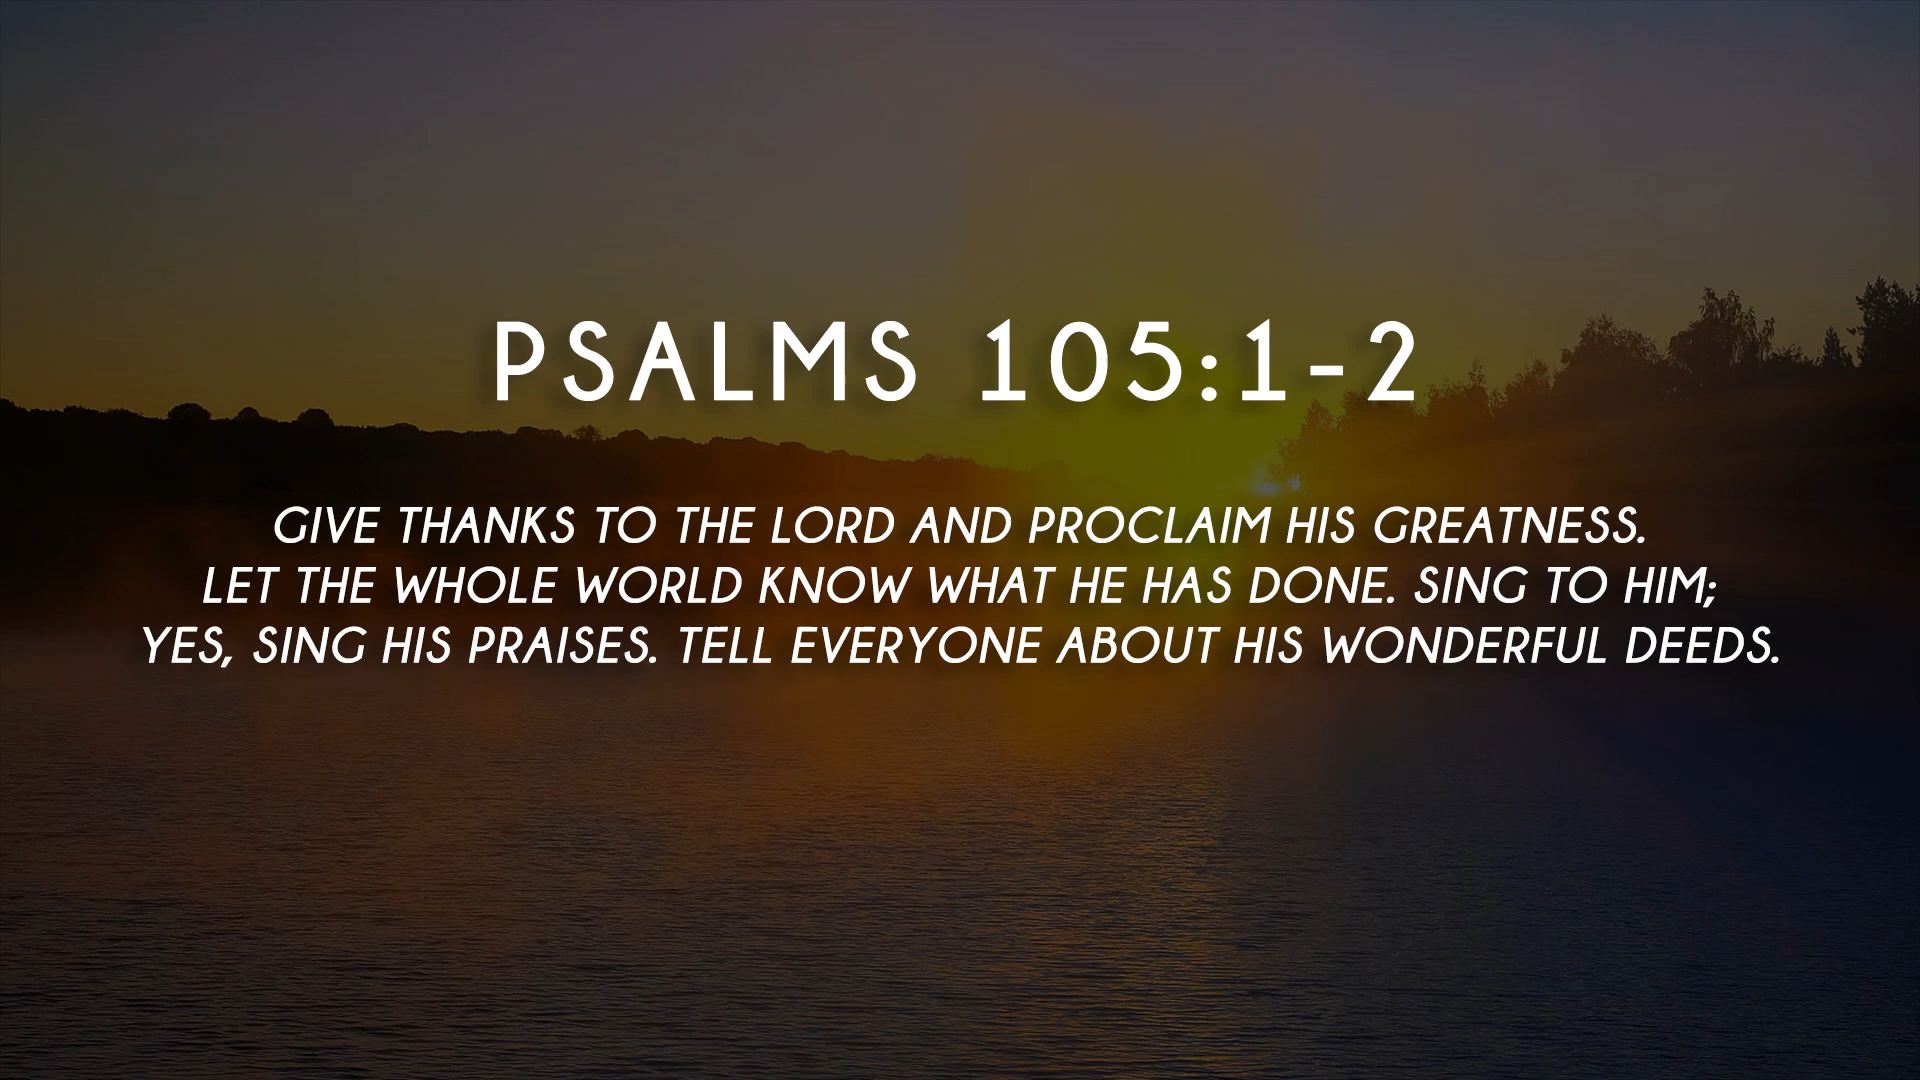 PSALMS 105:1-2
GIVE THANKS TO THE LORD AND PROCLAIM HIS GREATNESS.
LET THE WHOLE WORLD KNOW WHAT HE HAS DONE. SING TO HIM;
YES, SING HIS PRAISES. TELL EVERYONE ABOUT HIS WONDERFUL DEEDS.